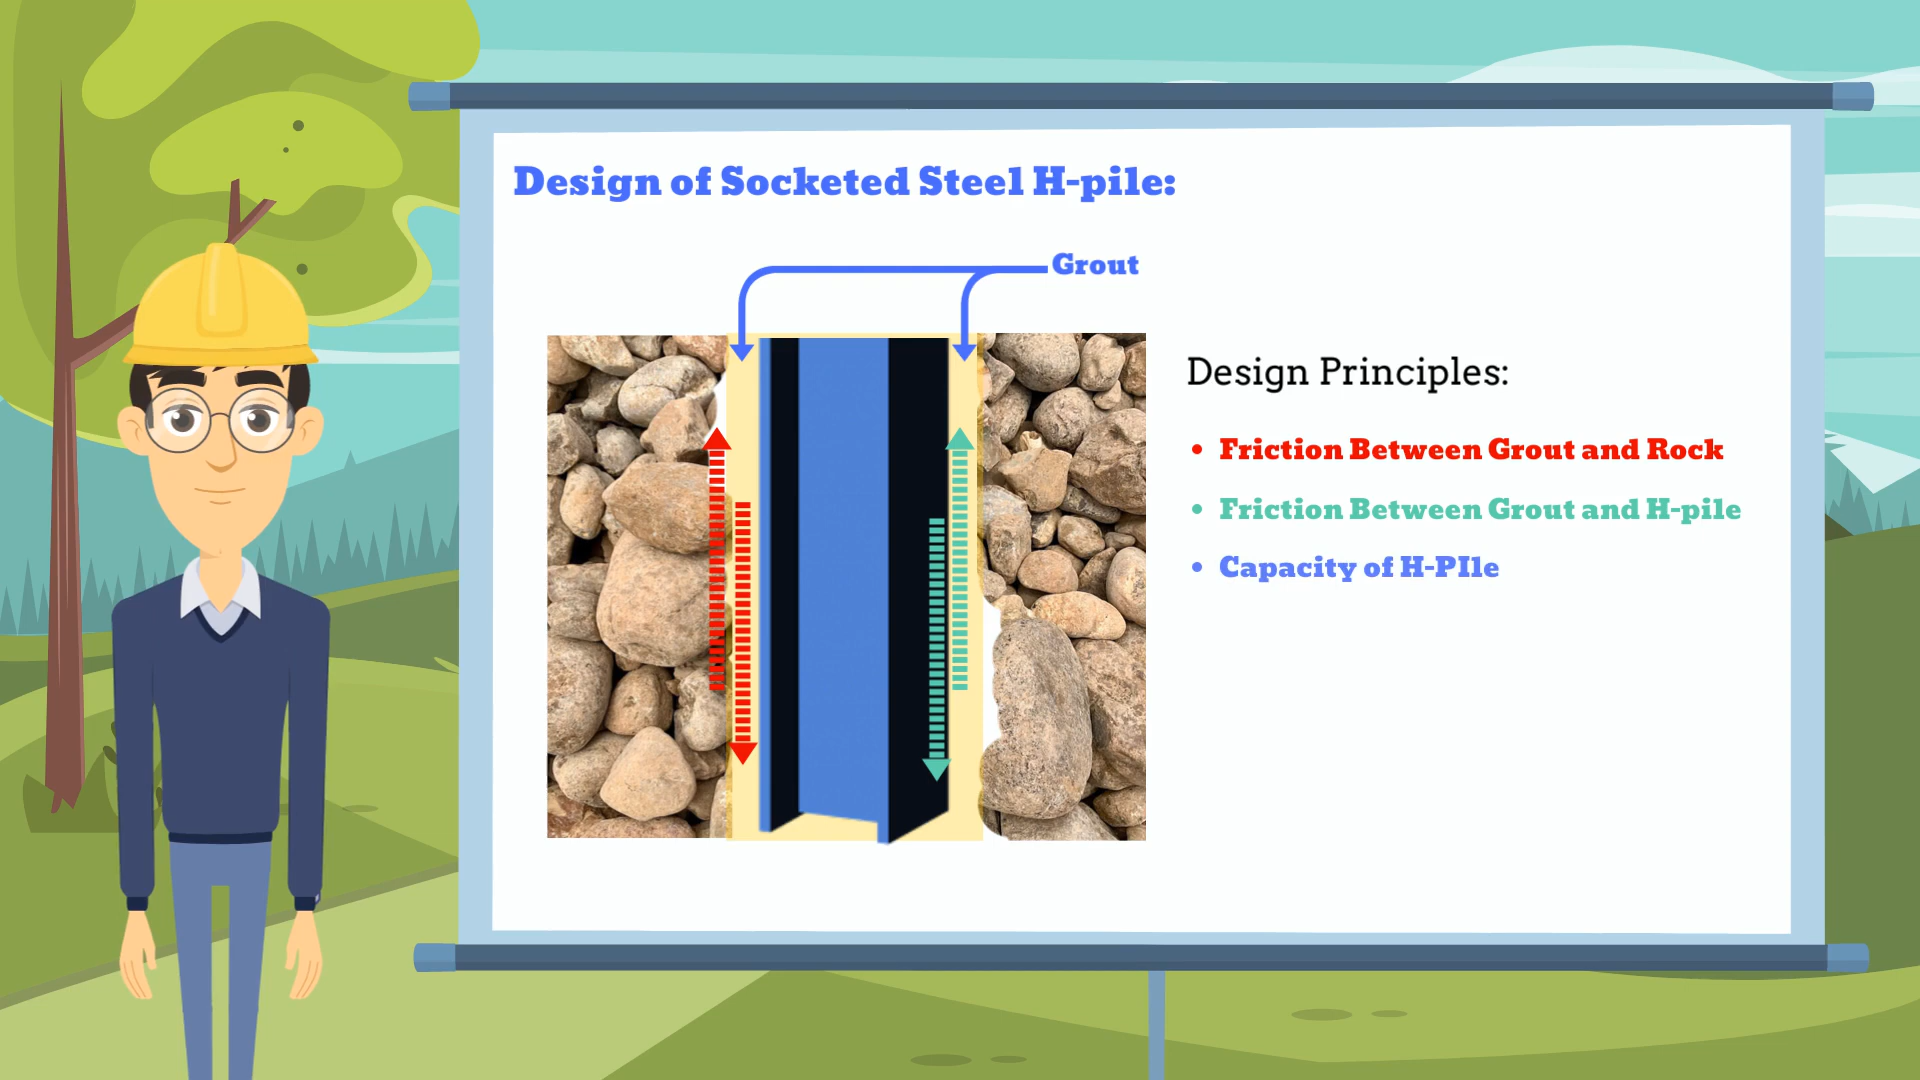 Design of Socketed Steel H-pile:
Grout
Design Principles:
• Friction Between Grout and Rock
• Friction Between Grout and H-pile
• Capacity of H-PIle